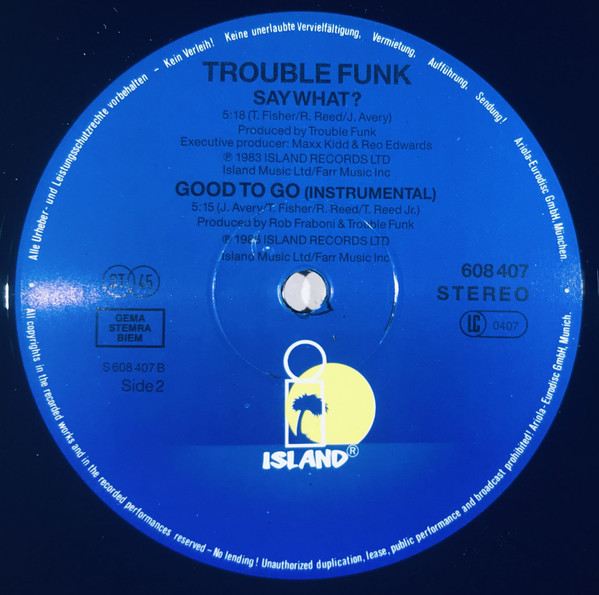 Alle Urheber- und Leistungsschutzrechte vorbehalten – Kein Verleih! Keine unerlaubte Vervielfältigung, Vermietung, Aufführung, Sendung! Ariola-Eurodisc GmbH, München.
TROUBLE FUNK
SAY WHAT?
5:18 (T. Fisher/R. Reed/J. Avery)
Produced by Trouble Funk
Executive producer: Maxx Kidd & Reo Edwards
℗ 1983 ISLAND RECORDS LTD
Island Music Ltd/Farr Music Inc
GOOD TO GO (INSTRUMENTAL)
5:15 (J. Avery/T. Fisher/R. Reed/T. Reed Jr.)
Produced by Rob Fraboni & Trouble Funk
ISLAND RECORDS LTD
Island Music Ltd/Farr Music Inc
ST 45
GEMA
STEMRA
BIEM
S 608 407 B
Side 2
608 407
STEREO
LC 0407
ISLAND®
All copyrights in the recorded works and in the recorded performances reserved – No lending! Unauthorized duplication, lease, public performance and broadcast prohibited! Ariola-Eurodisc GmbH, Munich.